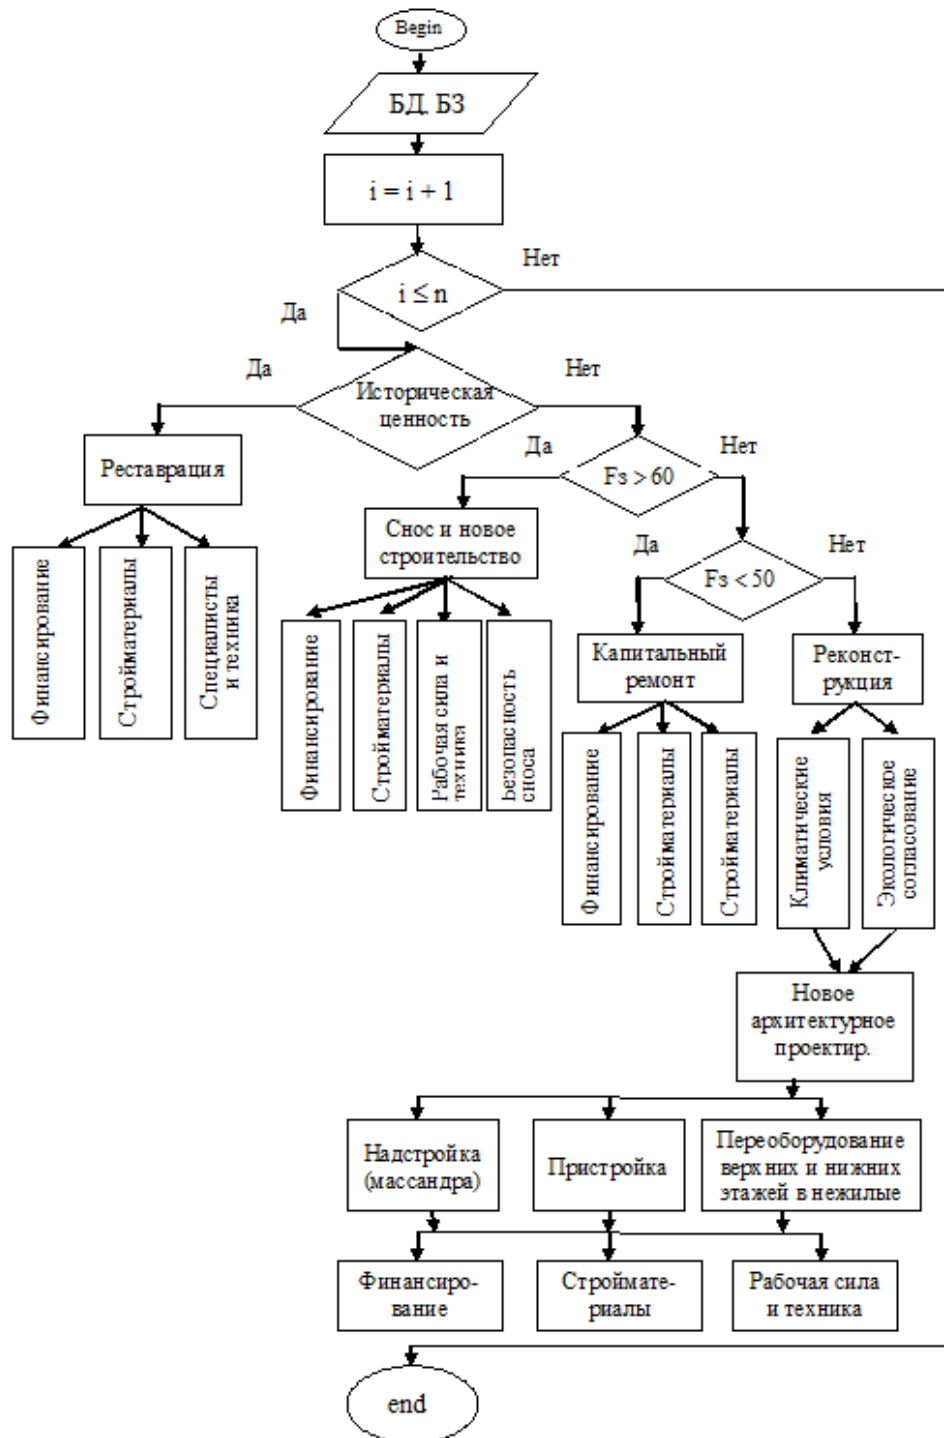 Begin
БД. БЗ
i = i + 1
Нет
i ≤ n
Да
Да
Нет
Историческая
ценность
Да
Нет
Fз > 60
Реставрация
Снос и новое
строительство
Да
Нет
Fз < 50
Финансирование
Стройматериалы
Специалисты
и техника
Капитальный
ремонт
Реконст-
рукция
Финансирование
Стройматериалы
Рабочая сила и
техника
Безопасность
сноса
Финансирование
Стройматериалы
Стройматериалы
Климатические
условия
Экологическое
согласование
Новое
архитектурное
проектир.
Надстройка
(массандра)
Пристройка
Переоборудование
верхних и нижних
этажей в нежилые
Финансиро-
вание
Строймате-
риалы
Рабочая сила
и техника
end